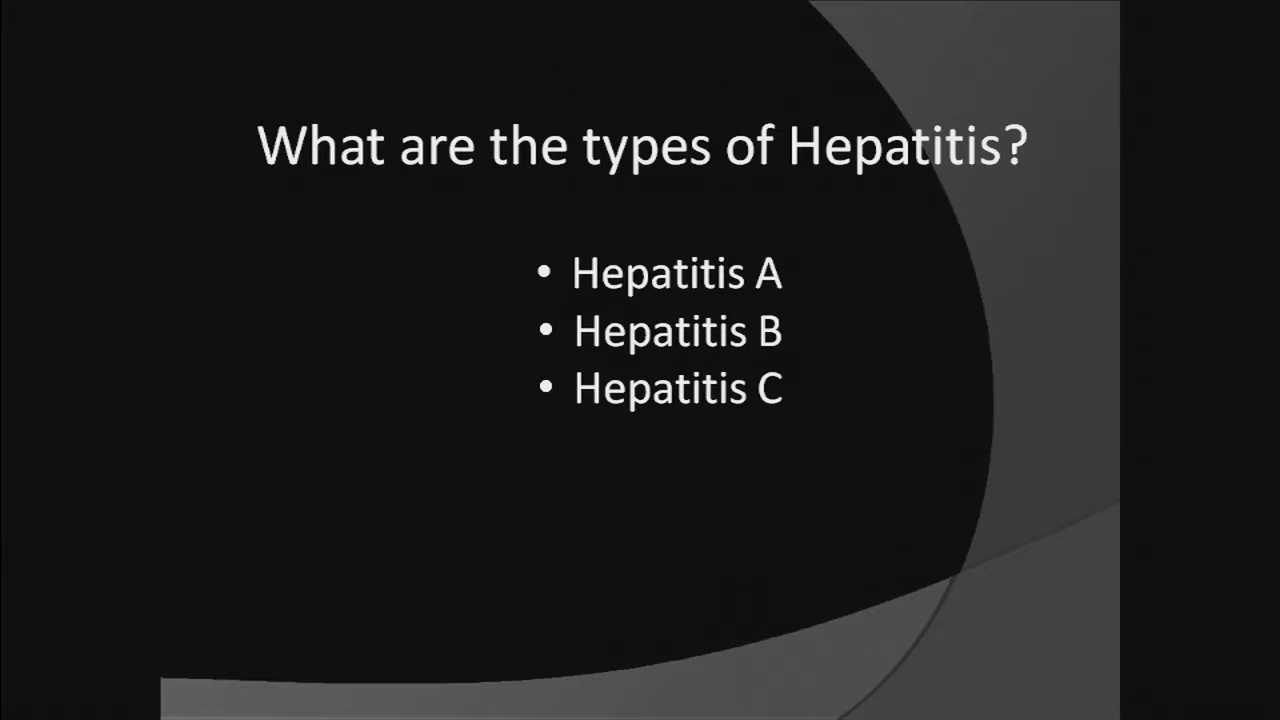 What are the types of Hepatitis?
• Hepatitis A
• Hepatitis B
• Hepatitis C